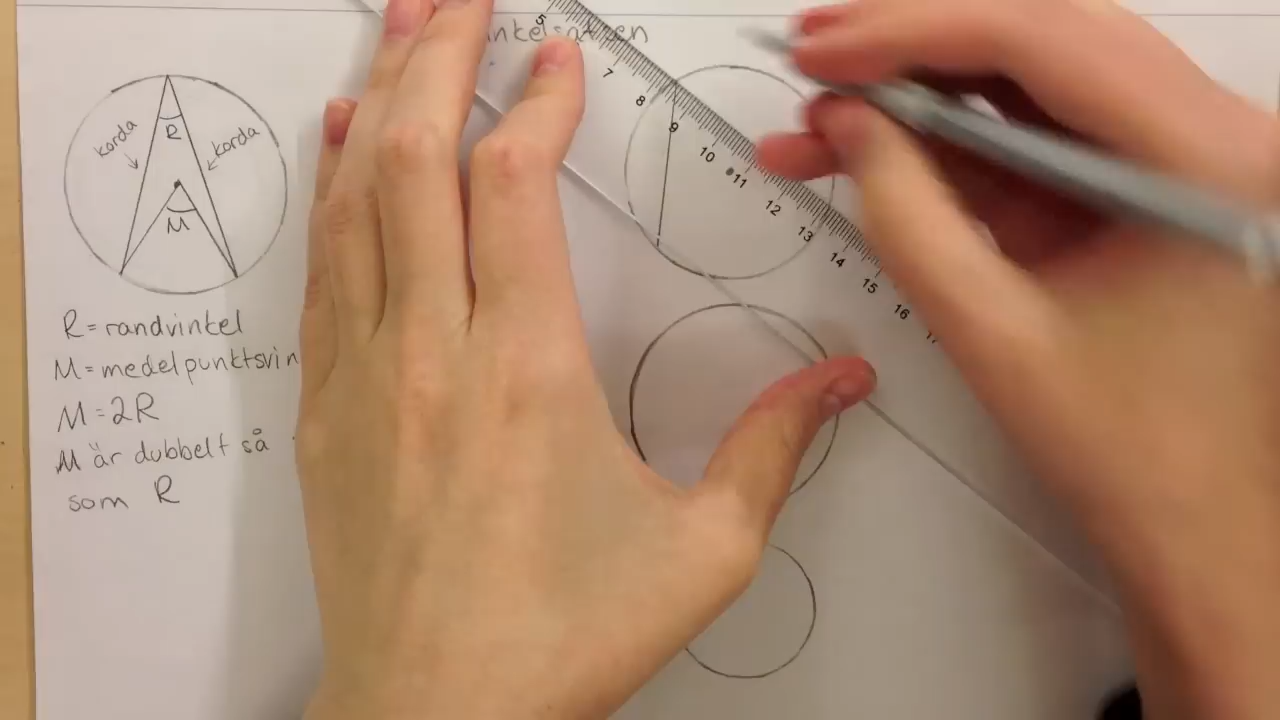 korda
R
korda
M
R = randvinkel
M = medelpunktsvin
M = 2R
M är dubbelt så
som R
5
7
8
9
10
11
12
13
14
15
16